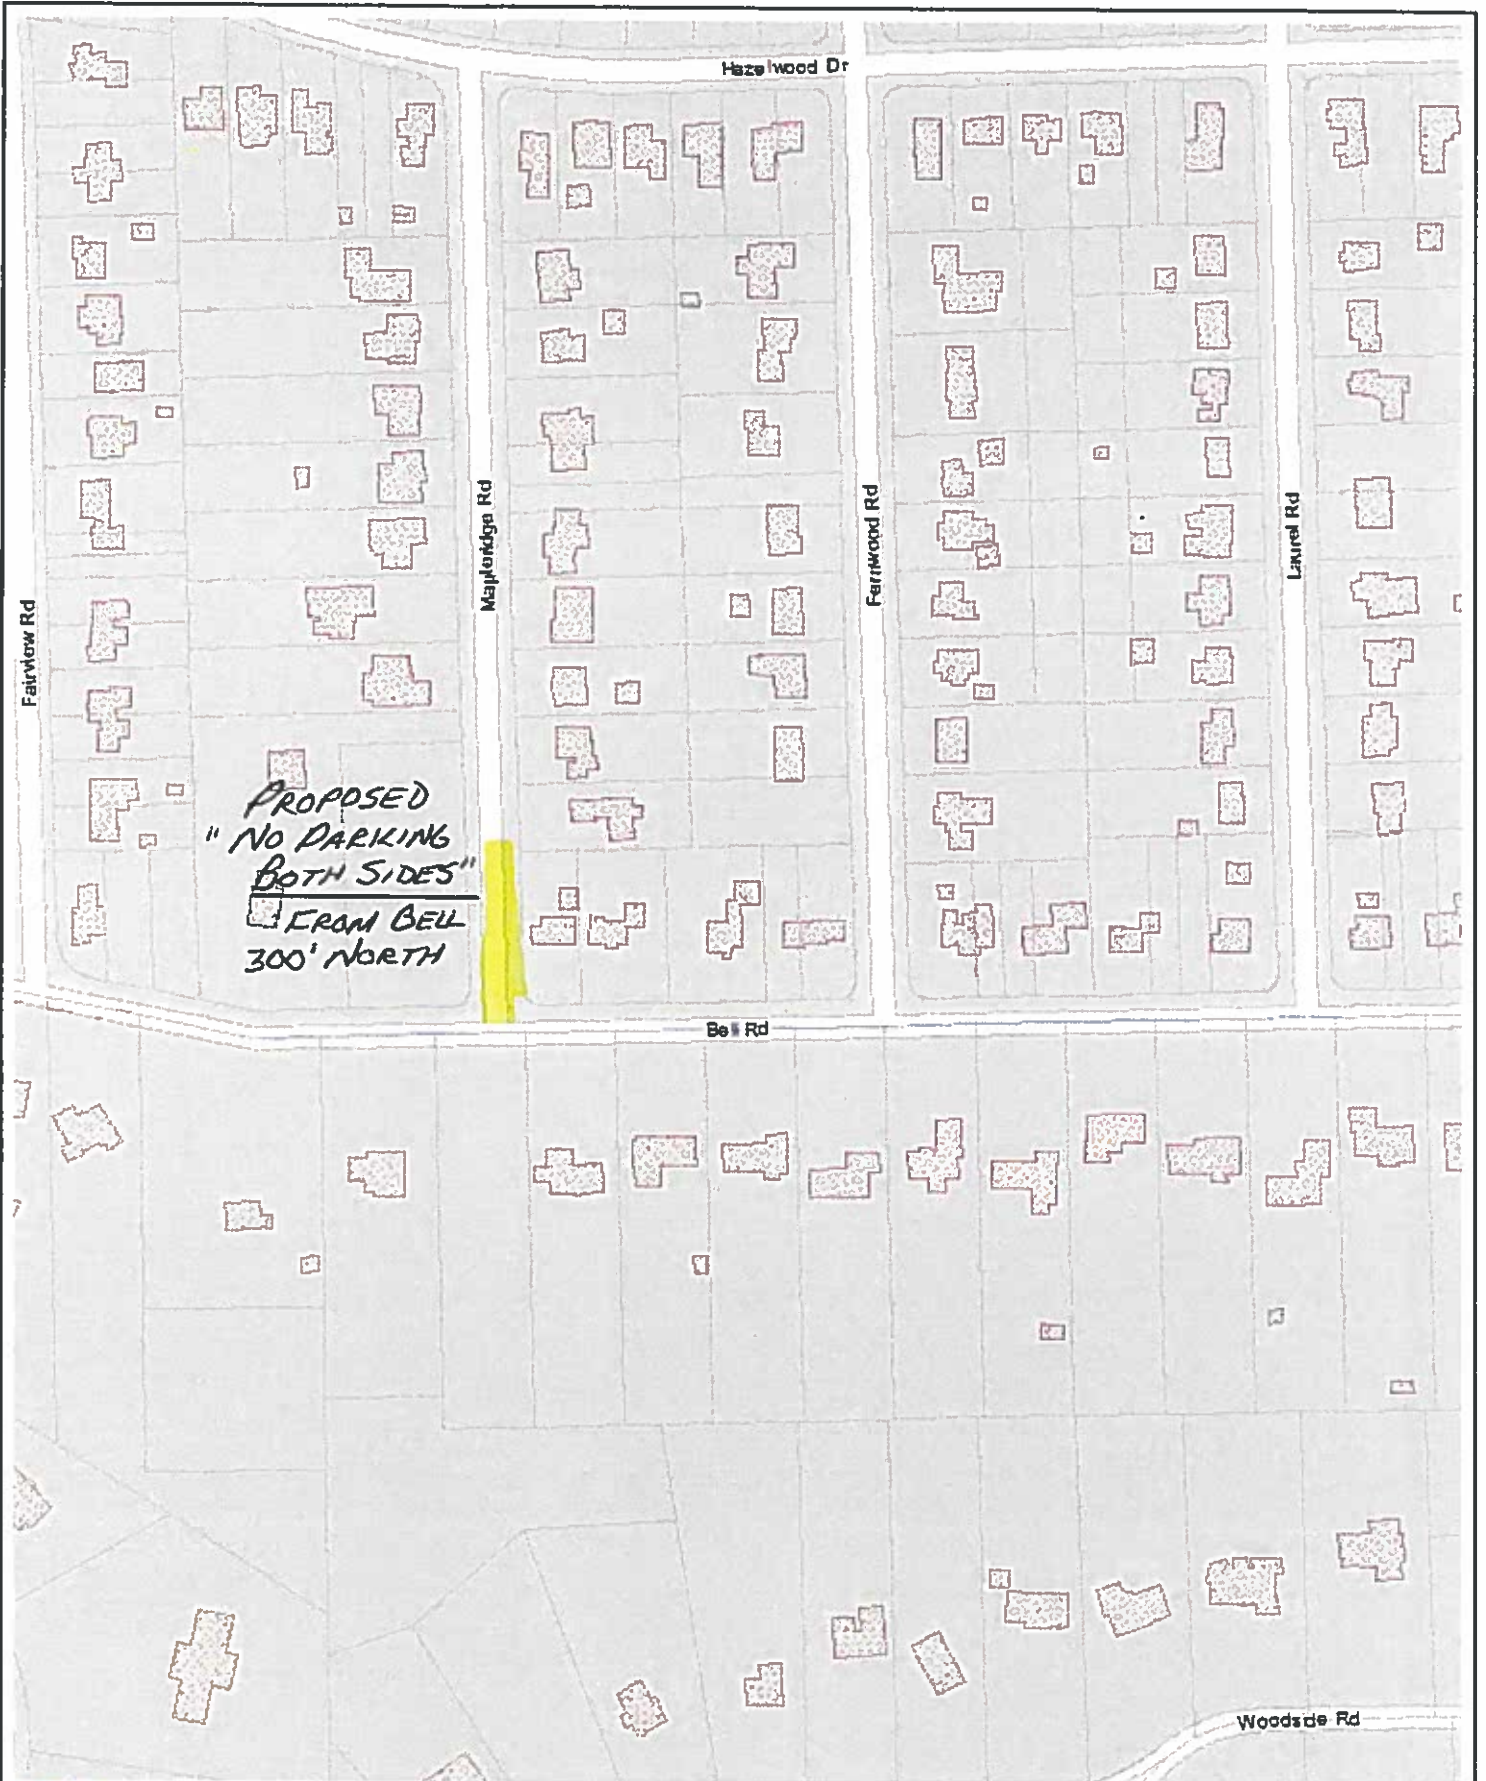 Hazelwood Dr
Mapleridge Rd
Fernwood Rd
Laurel Rd
Fairview Rd
PROPOSED
"NO PARKING
BOTH SIDES"
FROM BELL
300' NORTH
Bell Rd
Woodside Rd